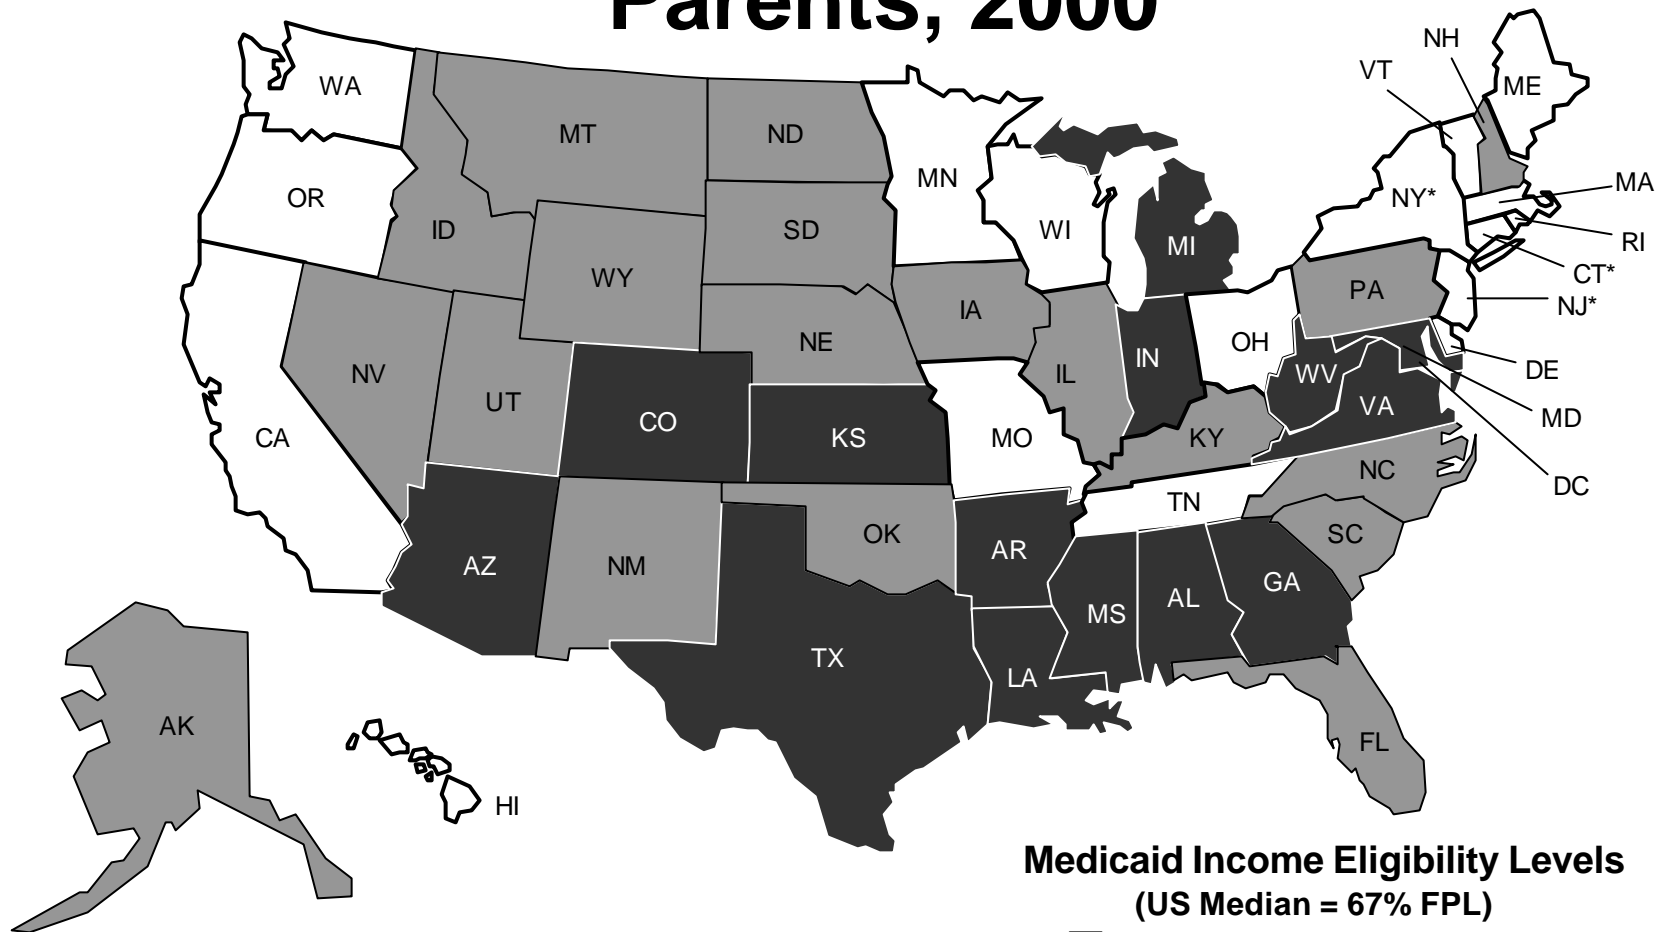 Parents, 2000
NH
VT
ME
WA
MT
ND
MN
MA
OR
NY*
ID
SD
WI
MI
RI
WY
CT*
PA
NJ*
IA
NE
OH
IN
DE
NV
IL
WV
UT
VA
MD
CO
KS
MO
KY
CA
NC
DC
TN
OK
SC
AZ
NM
AR
GA
MS
AL
TX
LA
AK
FL
HI
Medicaid Income Eligibility Levels
(US Median = 67% FPL)